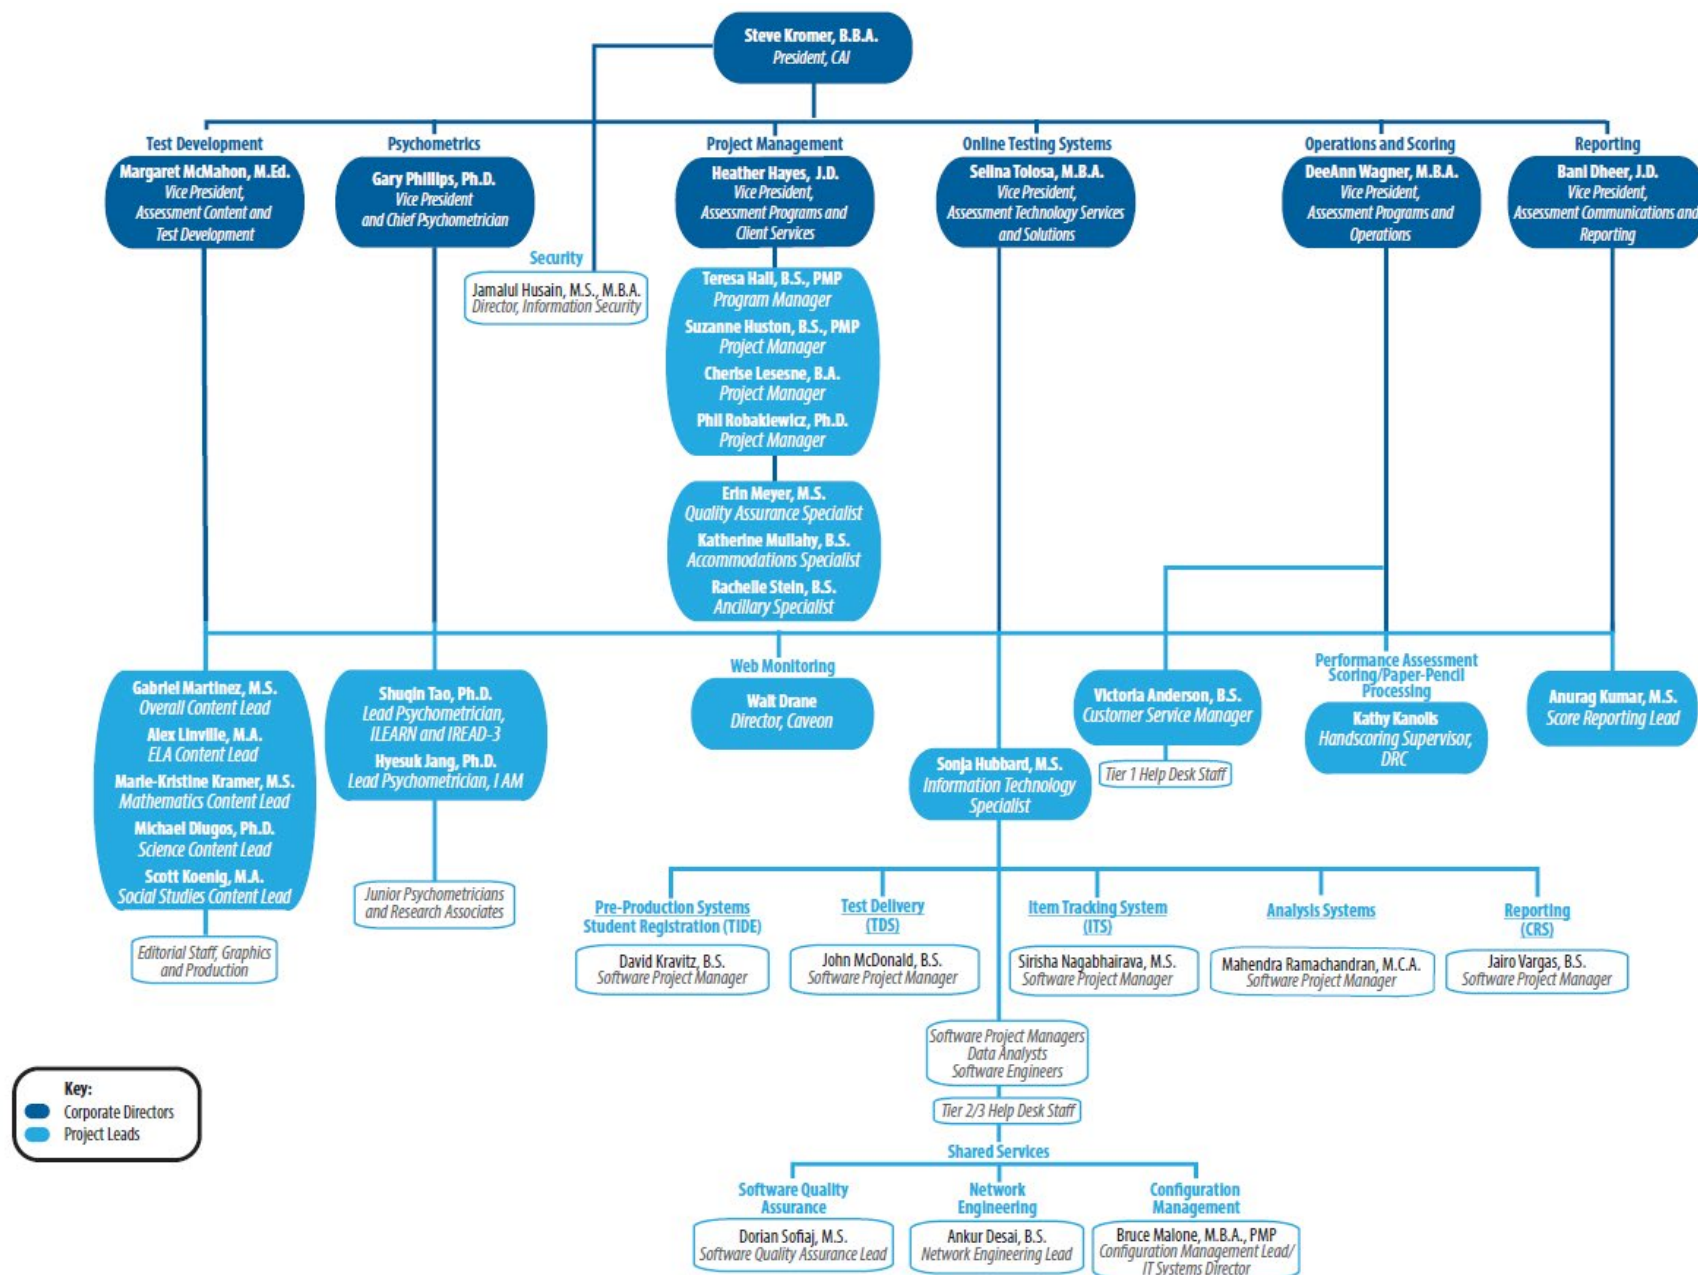 Steve Kromer, B.B.A.
President, CAI
Test Development
Margaret McMahon, M.Ed.
Vice President,
Assessment Content and
Test Development
Psychometrics
Gary Phillips, Ph.D.
Vice President
and Chief Psychometrician
Project Management
Heather Hayes, J.D.
Vice President,
Assessment Programs and
Client Services
Online Testing Systems
Selina Tolosa, M.B.A.
Vice President,
Assessment Technology Services
and Solutions
Operations and Scoring
DeeAnn Wagner, M.B.A.
Vice President,
Assessment Programs and
Operations
Reporting
Bani Dheer, J.D.
Vice President,
Assessment Communications and
Reporting
Security
Jamalul Husain, M.S., M.B.A.
Director, Information Security
Teresa Hall, B.S., PMP
Program Manager
Suzanne Huston, B.S., PMP
Project Manager
Cherise Lesesne, B.A.
Project Manager
Phil Robakiewicz, Ph.D.
Project Manager
Erin Meyer, M.S.
Quality Assurance Specialist
Katherine Mullahy, B.S.
Accommodations Specialist
Rachelle Stein, B.S.
Ancillary Specialist
Gabriel Martinez, M.S.
Overall Content Lead
Alex Linville, M.A.
ELA Content Lead
Marie-Kristine Kramer, M.S.
Mathematics Content Lead
Michael Dlugos, Ph.D.
Science Content Lead
Scott Koenig, M.A.
Social Studies Content Lead
Editorial Staff, Graphics
and Production
Shuqin Tao, Ph.D.
Lead Psychometrician,
ILEARN and IREAD-3
Hyesuk Jang, Ph.D.
Lead Psychometrician, I AM
Junior Psychometricians
and Research Associates
Web Monitoring
Walt Drane
Director, Caveon
Sonja Hubbard, M.S.
Information Technology
Specialist
Victoria Anderson, B.S.
Customer Service Manager
Tier 1 Help Desk Staff
Performance Assessment
Scoring/Paper-Pencil
Processing
Kathy Kanolis
Handscoring Supervisor,
DRC
Anurag Kumar, M.S.
Score Reporting Lead
Pre-Production Systems
Student Registration (TIDE)
David Kravitz, B.S.
Software Project Manager
Test Delivery
(TDS)
John McDonald, B.S.
Software Project Manager
Item Tracking System
(ITS)
Sirisha Nagabhairava, M.S.
Software Project Manager
Analysis Systems
Mahendra Ramachandran, M.C.A.
Software Project Manager
Reporting
(CRS)
Jairo Vargas, B.S.
Software Project Manager
Software Project Managers
Data Analysts
Software Engineers
Tier 2/3 Help Desk Staff
Shared Services
Software Quality
Assurance
Dorian Sofiaj, M.S.
Software Quality Assurance Lead
Network
Engineering
Ankur Desai, B.S.
Network Engineering Lead
Configuration
Management
Bruce Malone, M.B.A., PMP
Configuration Management Lead/
IT Systems Director
Key:
Corporate Directors
Project Leads